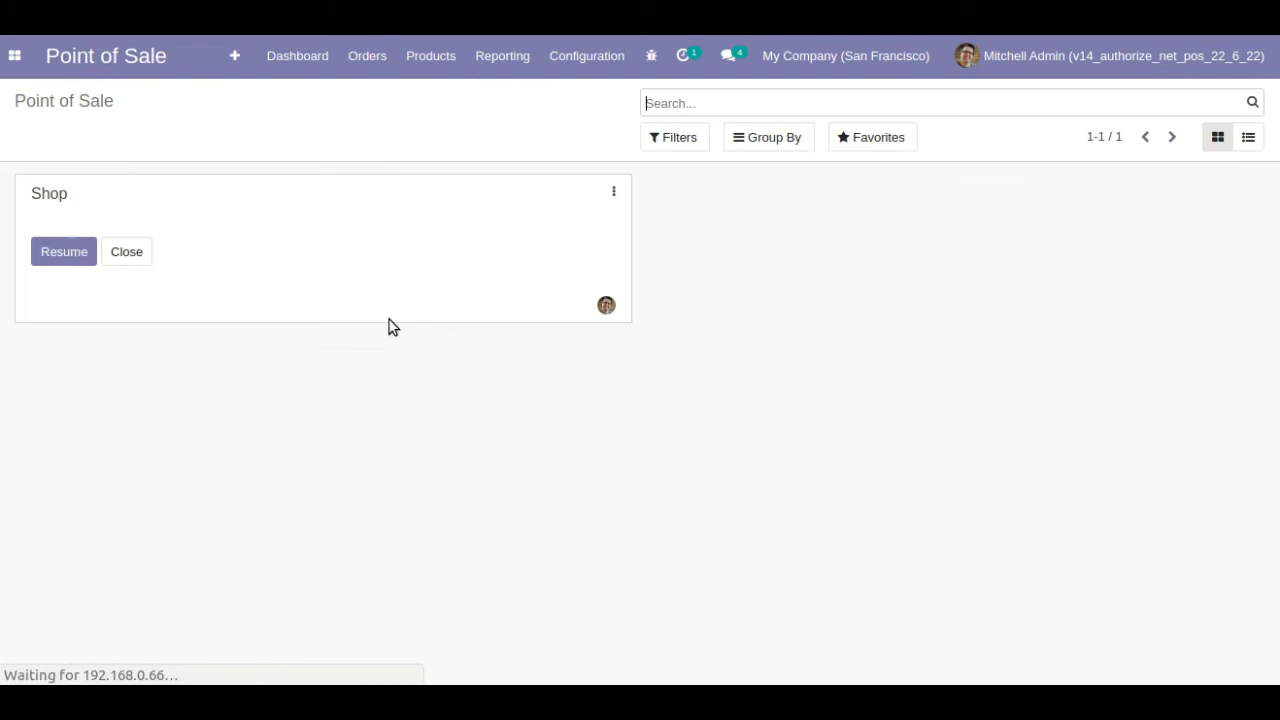 Point of Sale Dashboard Orders Products Reporting Configuration 1 4 My Company (San Francisco) Mitchell Admin (v14_authorize_net_pos_22_6_22)
Point of Sale
Search...
Filters Group By Favorites 1-1 / 1
Shop
Resume Close
Waiting for 192.168.0.66...